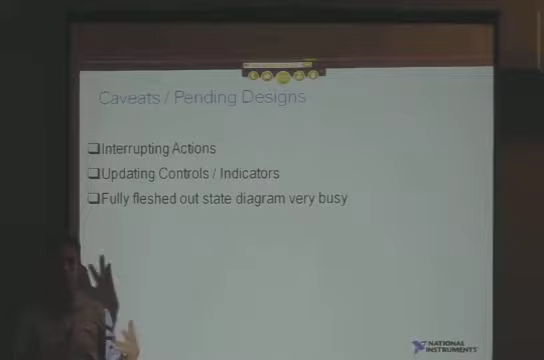 Caveats / Pending Designs
Interrupting Actions
Updating Controls / Indicators
Fully fleshed out state diagram very busy
NATIONAL
INSTRUMENTS